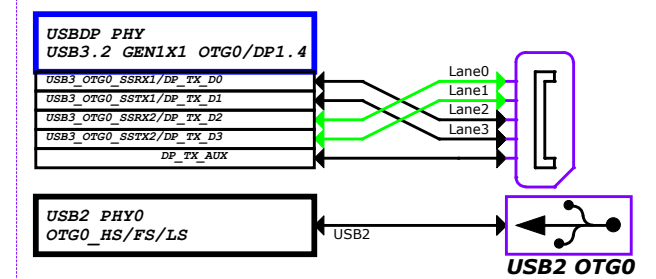 USBDP PHY
USB3.2 GEN1X1 OTG0/DP1.4
USB3_OTG0_SSRX1/DP_TX_D0
USB3_OTG0_SSTX1/DP_TX_D1
USB3_OTG0_SSRX2/DP_TX_D2
USB3_OTG0_SSTX2/DP_TX_D3
DP_TX_AUX
Lane0
Lane1
Lane2
Lane3
USB2 PHY0
OTG0_HS/FS/LS
USB2
USB2 OTG0